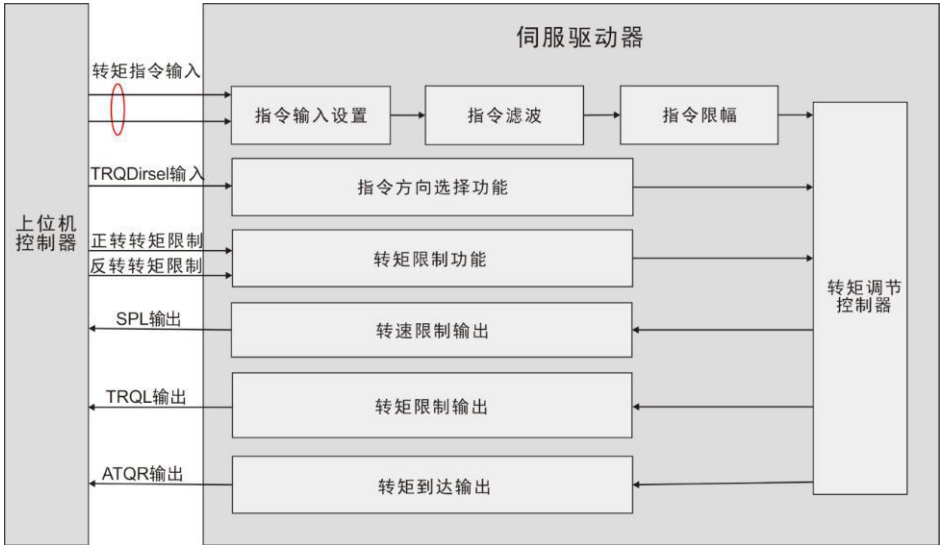 伺服驱动器
转矩指令输入
指令输入设置
指令滤波
指令限幅
TRQDirsel输入
指令方向选择功能
上位机
控制器
正转转矩限制
反转转矩限制
转矩限制功能
转矩调节
控制器
SPL输出
转速限制输出
TRQL输出
转矩限制输出
ATQR输出
转矩到达输出